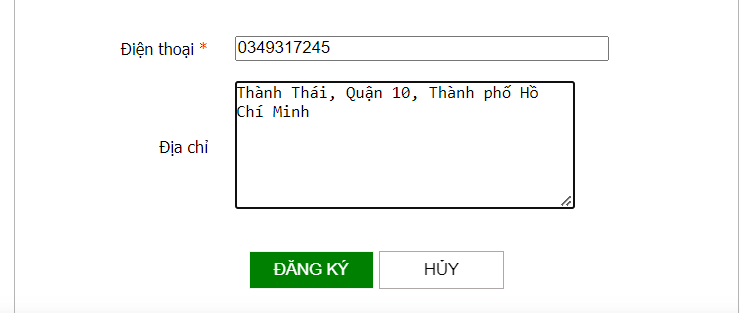 Điện thoại * 0349317245
Thành Thái, Quận 10, Thành phố Hồ
Chí Minh
Địa chỉ
ĐĂNG KÝ HỦY